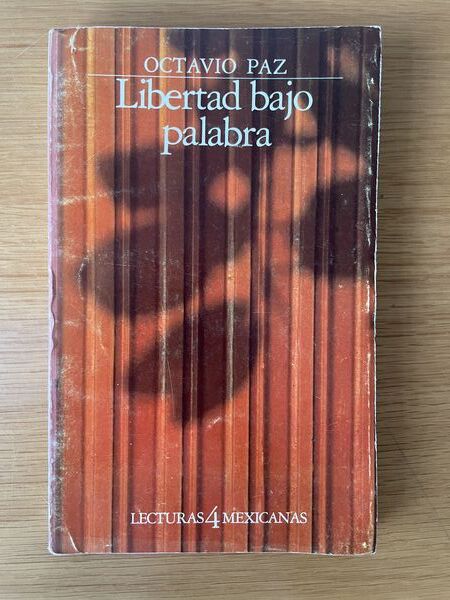 OCTAVIO PAZ
Libertad bajo
palabra
LECTURAS 4 MEXICANAS